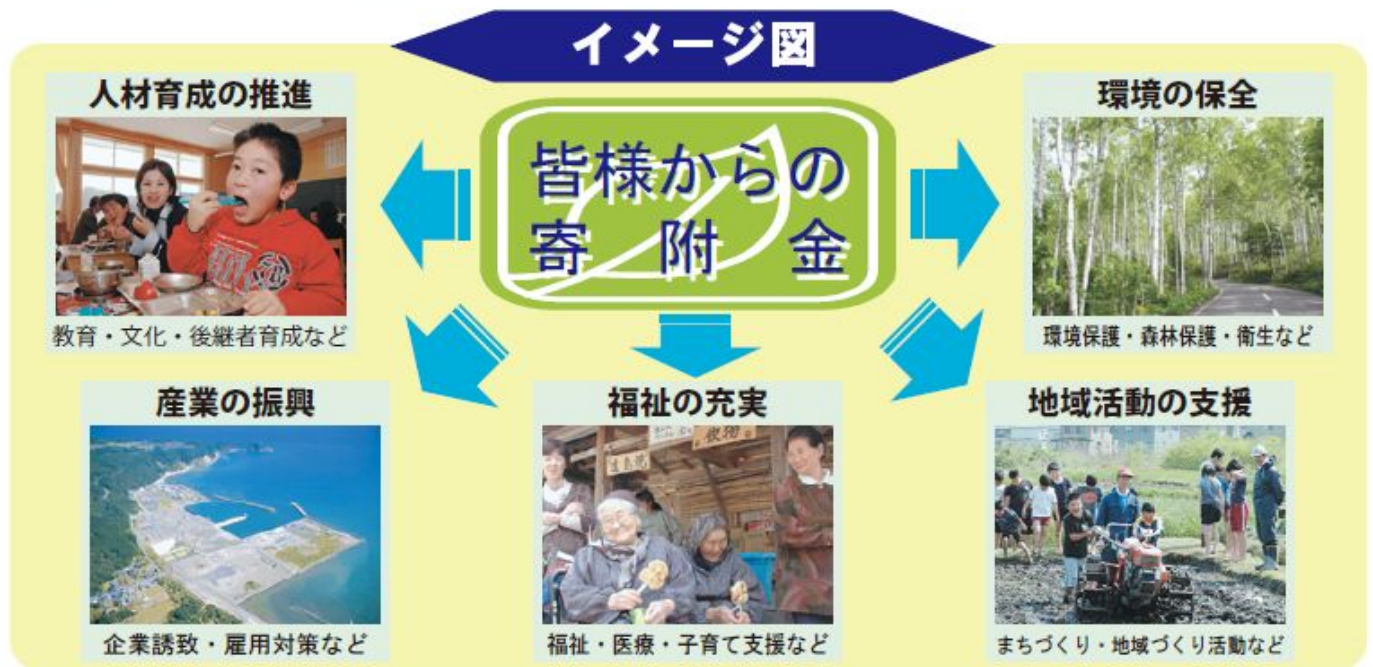 イメージ図
人材育成の推進
教育・文化・後継者育成など
皆様からの
寄附金
環境の保全
環境保護・森林保護・衛生など
産業の振興
企業誘致・雇用対策など
福祉の充実
福祉・医療・子育て支援など
地域活動の支援
まちづくり・地域づくり活動など